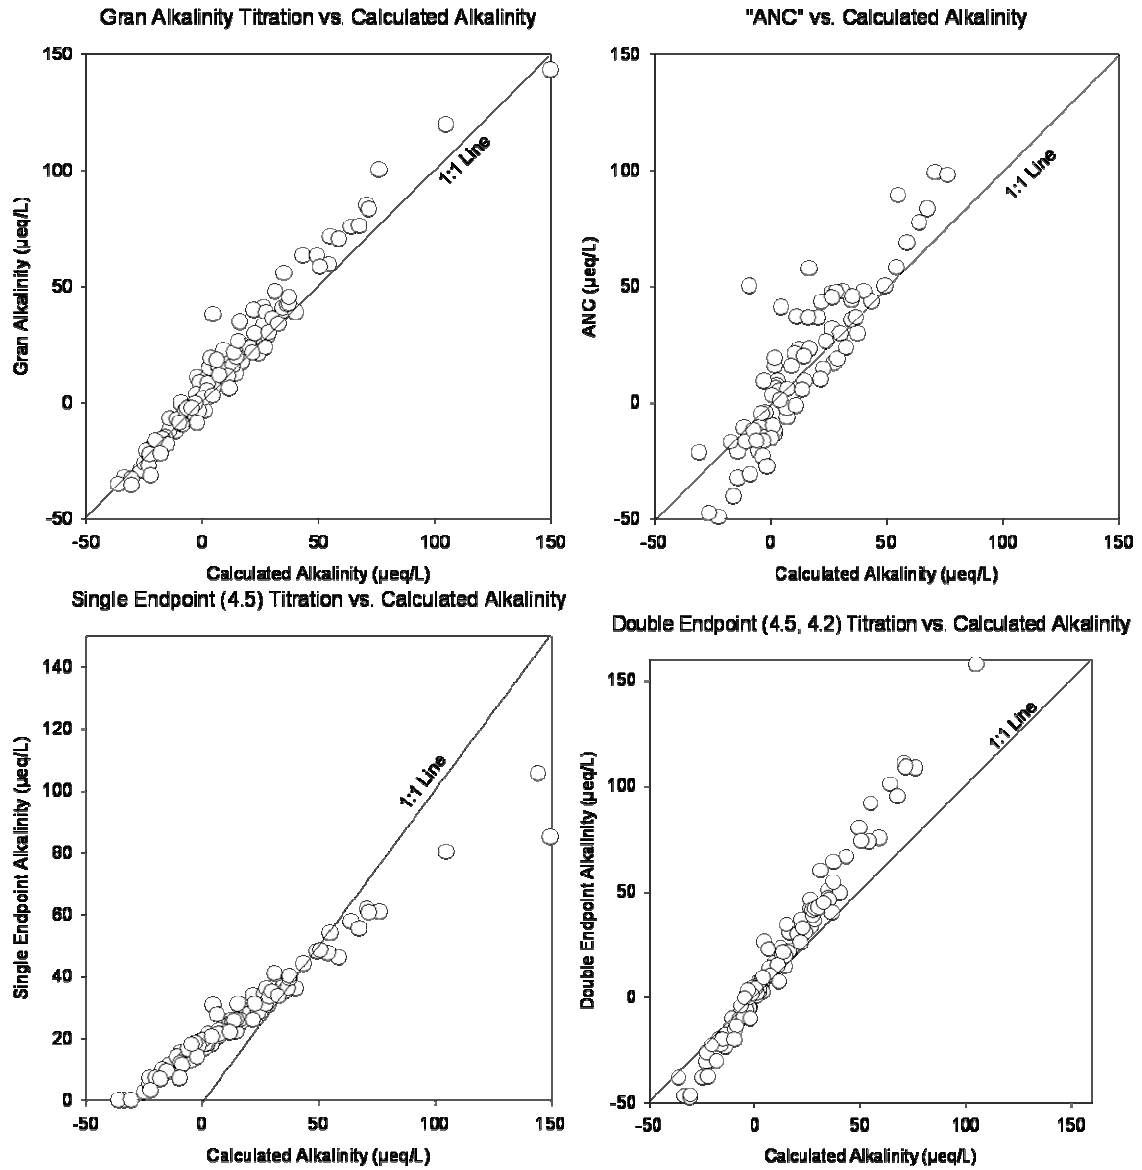 Gran Alkalinity Titration vs. Calculated Alkalinity
150
100
50
0
-50
-50 0 50 100 150
Gran Alkalinity (µeq/L)
1:1 Line
Calculated Alkalinity (µeq/L)
"ANC" vs. Calculated Alkalinity
150
100
50
0
-50
-50 0 50 100 150
ANC (µeq/L)
1:1 Line
Calculated Alkalinity (µeq/L)
Single Endpoint (4.5) Titration vs. Calculated Alkalinity
140
120
100
80
60
40
20
0
-50 0 50 100 150
Single Endpoint Alkalinity (µeq/L)
1:1 Line
Calculated Alkalinity (µeq/L)
Double Endpoint (4.5, 4.2) Titration vs. Calculated Alkalinity
150
100
50
0
-50
-50 0 50 100 150
Double Endpoint Alkalinity (µeq/L)
1:1 Line
Calculated Alkalinity (µeq/L)